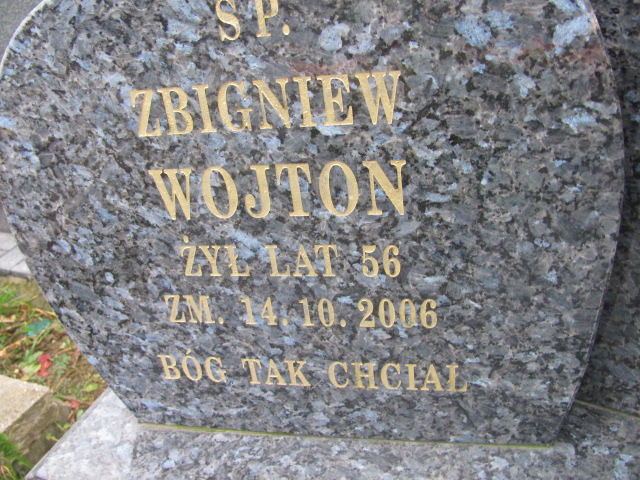 ŚP.
ZBIGNIEW
WOJTON
ŻYŁ LAT 56
ZM. 14.10.2006
BÓG TAK CHCIAŁ